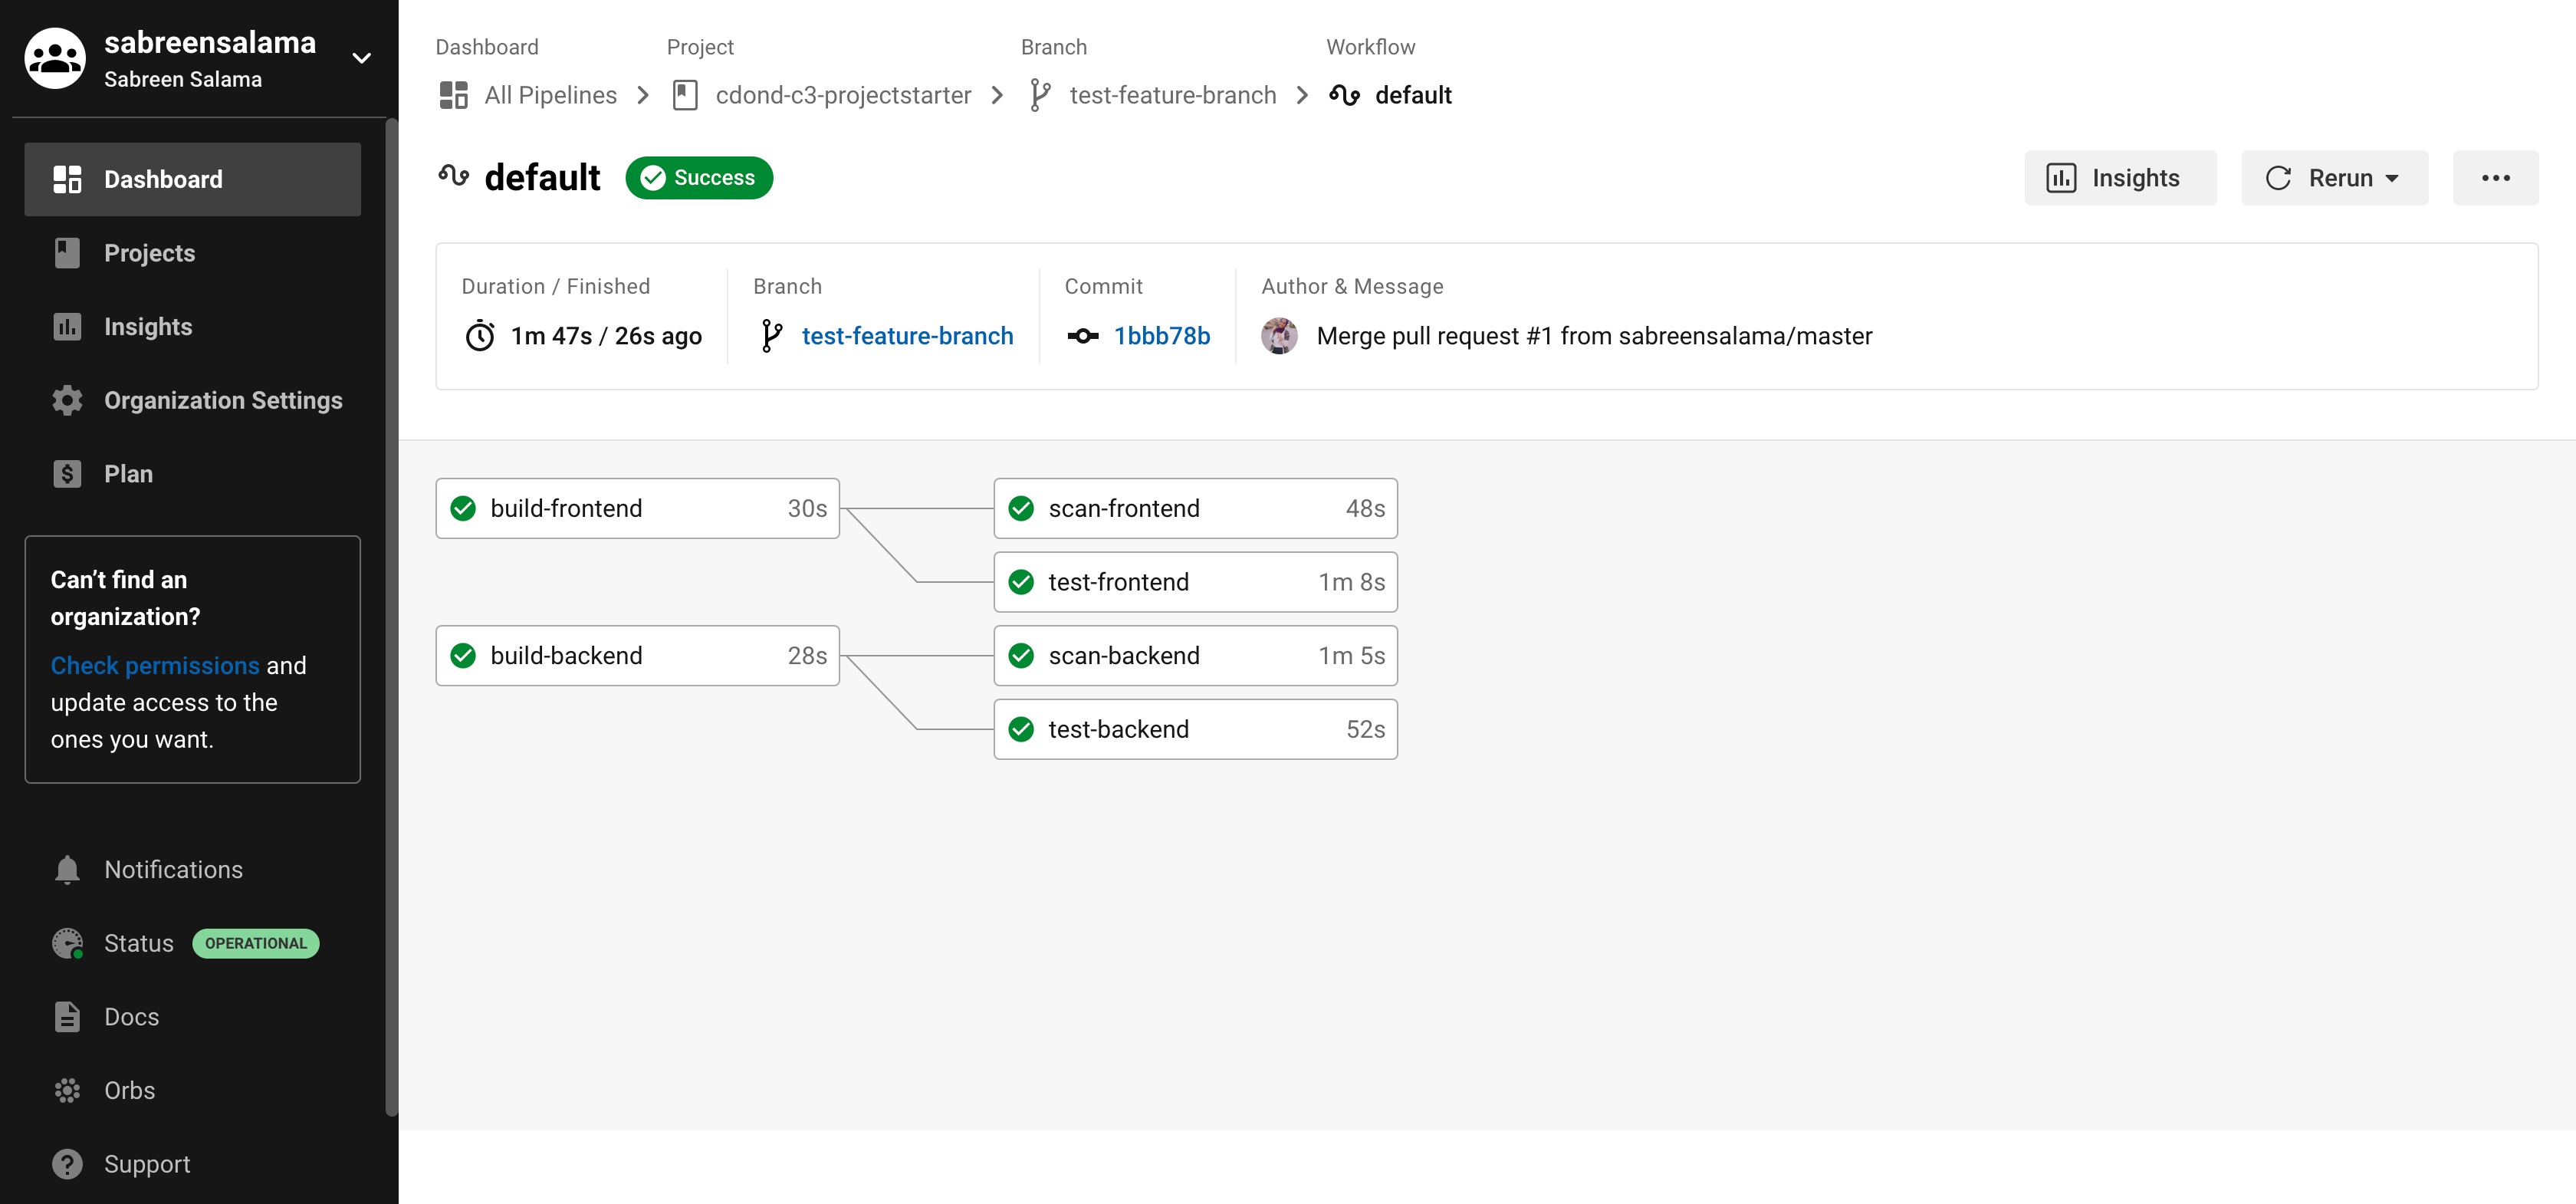 sabreensalama
Sabreen Salama
Dashboard
Projects
Insights
Organization Settings
Plan
Can’t find an
organization?
Check permissions and
update access to the
ones you want.
Notifications
Status OPERATIONAL
Docs
Orbs
Support
Dashboard Project Branch Workflow
All Pipelines cdond-c3-projectstarter test-feature-branch default
default Success Insights Rerun
Duration / Finished Branch Commit Author & Message
1m 47s / 26s ago test-feature-branch 1bbb78b Merge pull request #1 from sabreensalama/master
build-frontend 30s scan-frontend 48s
test-frontend 1m 8s
build-backend 28s scan-backend 1m 5s
test-backend 52s